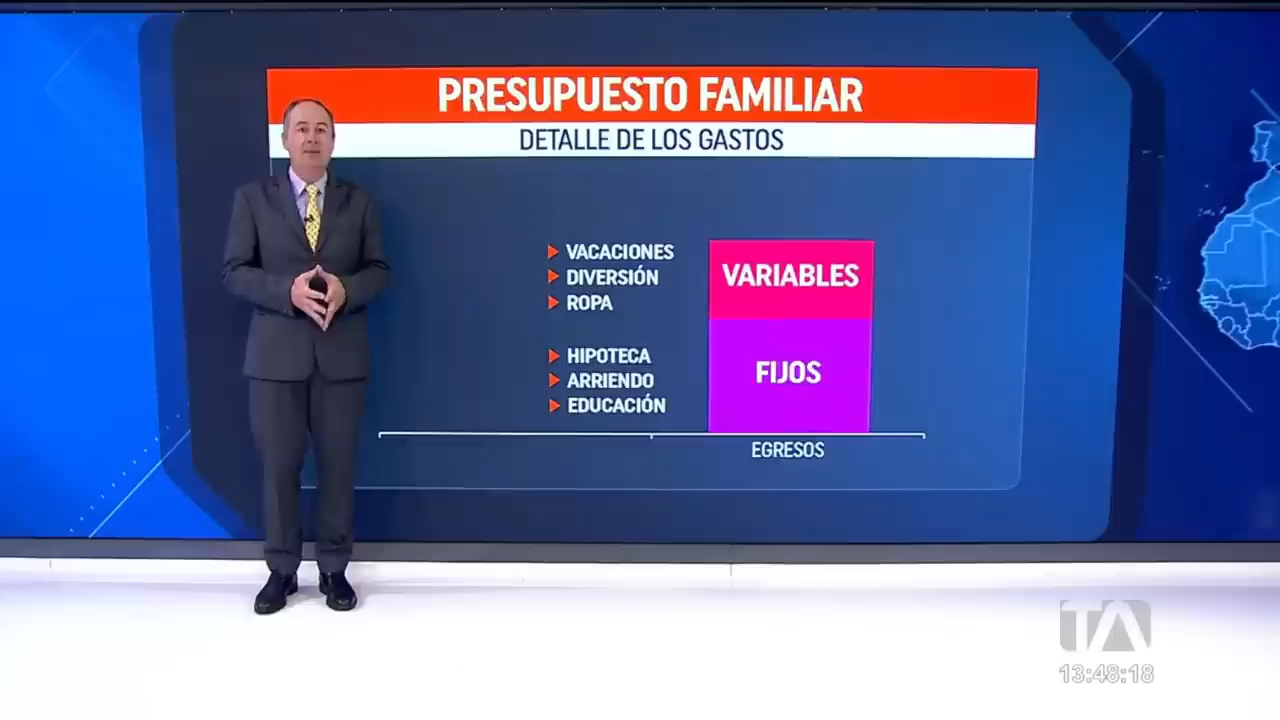 PRESUPUESTO FAMILIAR
DETALLE DE LOS GASTOS
VACACIONES
DIVERSIÓN
ROPA
VARIABLES
HIPOTECA
ARRIENDO
EDUCACIÓN
FIJOS
EGRESOS
TA
13:48:18